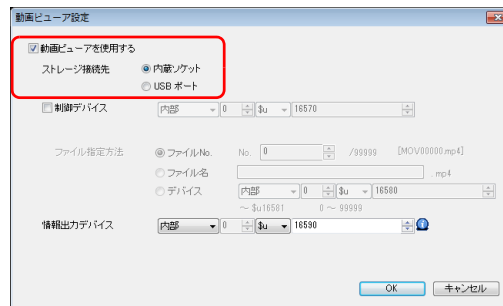 動画ビューア設定
動画ビューアを使用する
ストレージ接続先 内蔵ソケット
USB ポート
制御デバイス 内部 0 $u 16570
ファイル指定方法 ファイルNo. No. 0 /99999 [MOV00000.mp4]
ファイル名 .mp4
デバイス 内部 0 $u 16580
～ $u16581 0 ～ 99999
情報出力デバイス 内部 0 $u 16590
OK キャンセル